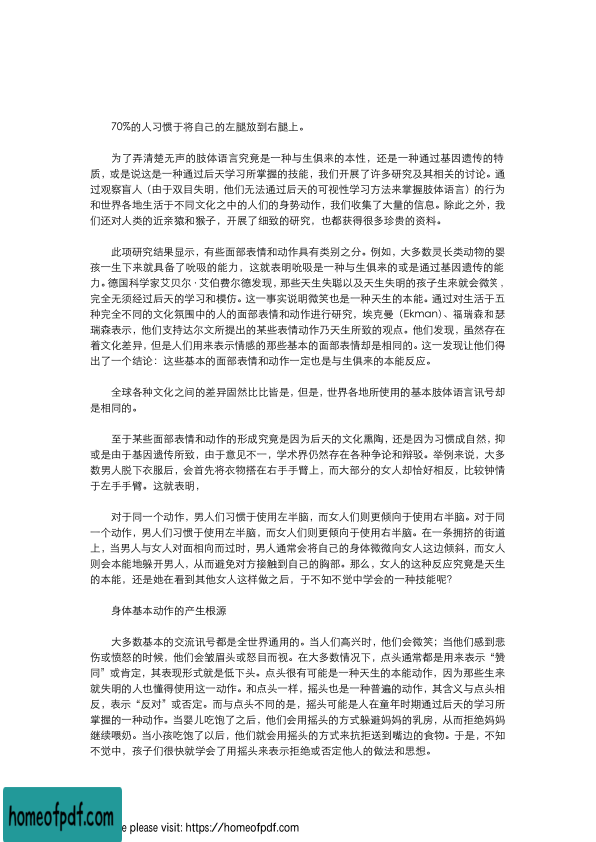 70%的人习惯于将自己的左腿放到右腿上。
为了弄清楚无声的肢体语言究竟是一种与生俱来的本性，还是一种通过基因遗传的特
质，或是说这是一种通过后天学习所掌握的技能，我们开展了许多研究及其相关的讨论。通
过观察盲人（由于双目失明，他们无法通过后天的可视性学习方法来掌握肢体语言）的行为
和世界各地生活于不同文化之中的人们的身势动作，我们收集了大量的信息。除此之外，我
们还对人类的近亲猿和猴子，开展了细致的研究，也都获得很多珍贵的资料。
此项研究结果显示，有些面部表情和动作具有类别之分。例如，大多数灵长类动物的婴
孩一生下来就具备了吮吸的能力，这就表明吮吸是一种与生俱来的或是通过基因遗传的能
力。德国科学家艾贝尔·艾伯费尔德发现，那些天生失聪以及天生失明的孩子生来就会微笑，
完全无须经过后天的学习和模仿。这一事实说明微笑也是一种天生的本能。通过对生活于五
种完全不同的文化氛围中的人的面部表情和动作进行研究，埃克曼（Ekman）、福瑞森和瑟
瑞森表示，他们支持达尔文所提出的某些表情动作乃天生所致的观点。他们发现，虽然存在
着文化差异，但是人们用来表示情感的那些基本的面部表情却是相同的。这一发现让他们得
出了一个结论：这些基本的面部表情和动作一定也是与生俱来的本能反应。
全球各种文化之间的差异固然比比皆是，但是，世界各地所使用的基本肢体语言讯号却
是相同的。
至于某些面部表情和动作的形成究竟是因为后天的文化熏陶，还是因为习惯成自然，抑
或是由于基因遗传所致，由于意见不一，学术界仍然存在各种争论和辩驳。举例来说，大多
数男人脱下衣服后，会首先将衣物搭在右手手臂上，而大部分的女人却恰好相反，比较钟情
于左手手臂。这就表明，
对于同一个动作，男人们习惯于使用左半脑，而女人们则更倾向于使用右半脑。对于同
一个动作，男人们习惯于使用左半脑，而女人们则更倾向于使用右半脑。在一条拥挤的街道
上，当男人与女人对面相向而过时，男人通常会将自己的身体微微向女人这边倾斜，而女人
则会本能地躲开男人，从而避免对方接触到自己的胸部。那么，女人的这种反应究竟是天生
的本能，还是她在看到其他女人这样做之后，于不知不觉中学会的一种技能呢？
身体基本动作的产生根源
大多数基本的交流讯号都是全世界通用的。当人们高兴时，他们会微笑；当他们感到悲
伤或愤怒的时候，他们会皱眉头或怒目而视。在大多数情况下，点头通常都是用来表示“赞
同”或肯定，其表现形式就是低下头。点头很有可能是一种天生的本能动作，因为那些生来
就失明的人也懂得使用这一动作。和点头一样，摇头也是一种普遍的动作，其含义与点头相
反，表示“反对”或否定。而与点头不同的是，摇头可能是人在童年时期通过后天的学习所
掌握的一种动作。当婴儿吃饱了之后，他们会用摇头的方式躲避妈妈的乳房，从而拒绝妈妈
继续喂奶。当小孩吃饱了以后，他们就会用摇头的方式来抗拒送到嘴边的食物。于是，不知
不觉中，孩子们很快就学会了用摇头来表示拒绝或否定他人的做法和思想。
homeofpdf.com
e please visit: https://homeofpdf.com